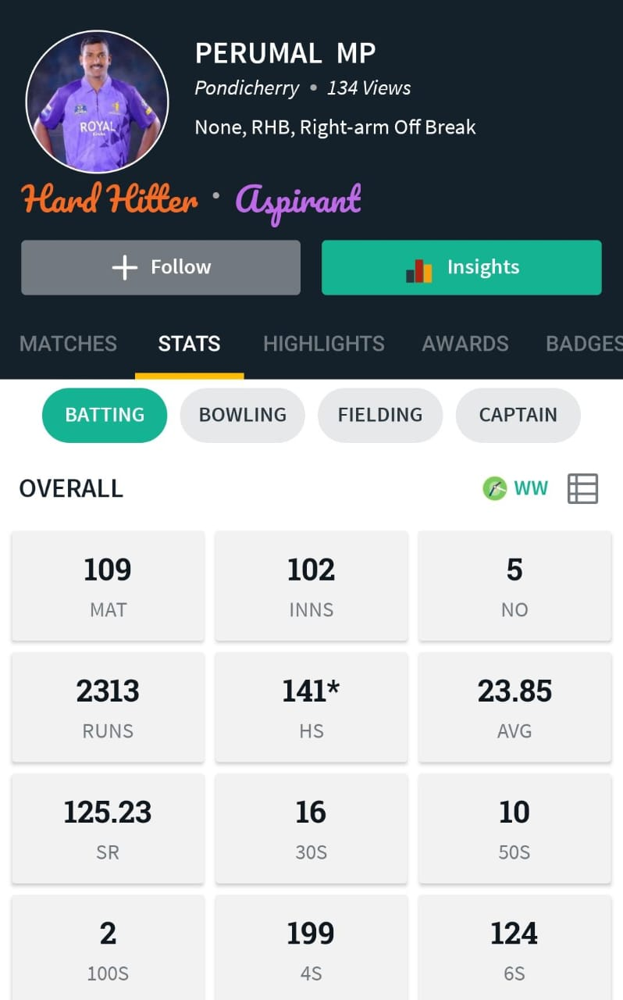 PERUMAL MP
Pondicherry • 134 Views
None, RHB, Right-arm Off Break
ROYAL
Hard Hitter • Aspirant
+ Follow
Insights
MATCHES STATS HIGHLIGHTS AWARDS BADGES
BATTING BOWLING FIELDING CAPTAIN
OVERALL
WW
109 102 5
MAT INNS NO
2313 141* 23.85
RUNS HS AVG
125.23 16 10
SR 30S 50S
2 199 124
100S 4S 6S